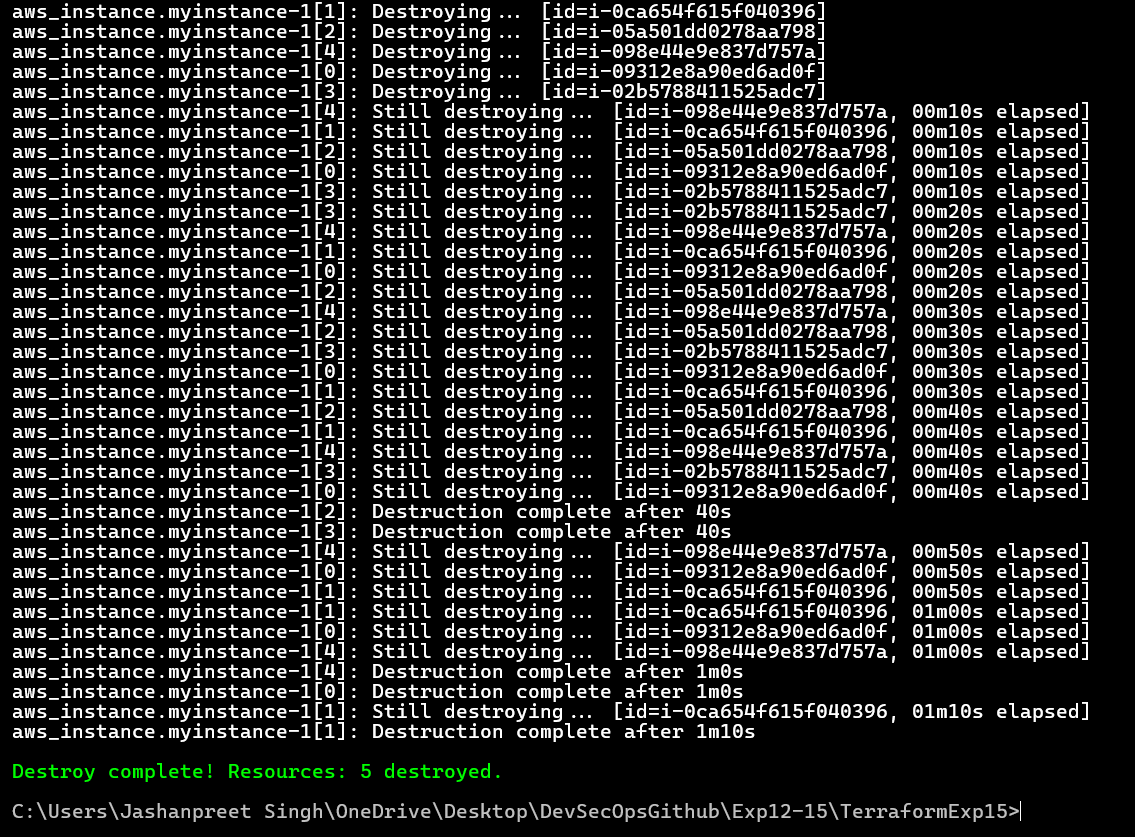 aws_instance.myinstance-1[1]: Destroying... [id=i-0ca654f615f040396]
aws_instance.myinstance-1[2]: Destroying... [id=i-05a501dd0278aa798]
aws_instance.myinstance-1[4]: Destroying... [id=i-098e44e9e837d757a]
aws_instance.myinstance-1[0]: Destroying... [id=i-09312e8a90ed6ad0f]
aws_instance.myinstance-1[3]: Destroying... [id=i-02b5788411525adc7]
aws_instance.myinstance-1[4]: Still destroying... [id=i-098e44e9e837d757a, 00m10s elapsed]
aws_instance.myinstance-1[1]: Still destroying... [id=i-0ca654f615f040396, 00m10s elapsed]
aws_instance.myinstance-1[2]: Still destroying... [id=i-05a501dd0278aa798, 00m10s elapsed]
aws_instance.myinstance-1[0]: Still destroying... [id=i-09312e8a90ed6ad0f, 00m10s elapsed]
aws_instance.myinstance-1[3]: Still destroying... [id=i-02b5788411525adc7, 00m10s elapsed]
aws_instance.myinstance-1[3]: Still destroying... [id=i-02b5788411525adc7, 00m20s elapsed]
aws_instance.myinstance-1[4]: Still destroying... [id=i-098e44e9e837d757a, 00m20s elapsed]
aws_instance.myinstance-1[1]: Still destroying... [id=i-0ca654f615f040396, 00m20s elapsed]
aws_instance.myinstance-1[0]: Still destroying... [id=i-09312e8a90ed6ad0f, 00m20s elapsed]
aws_instance.myinstance-1[2]: Still destroying... [id=i-05a501dd0278aa798, 00m20s elapsed]
aws_instance.myinstance-1[4]: Still destroying... [id=i-098e44e9e837d757a, 00m30s elapsed]
aws_instance.myinstance-1[2]: Still destroying... [id=i-05a501dd0278aa798, 00m30s elapsed]
aws_instance.myinstance-1[3]: Still destroying... [id=i-02b5788411525adc7, 00m30s elapsed]
aws_instance.myinstance-1[0]: Still destroying... [id=i-09312e8a90ed6ad0f, 00m30s elapsed]
aws_instance.myinstance-1[1]: Still destroying... [id=i-0ca654f615f040396, 00m30s elapsed]
aws_instance.myinstance-1[2]: Still destroying... [id=i-05a501dd0278aa798, 00m40s elapsed]
aws_instance.myinstance-1[1]: Still destroying... [id=i-0ca654f615f040396, 00m40s elapsed]
aws_instance.myinstance-1[4]: Still destroying... [id=i-098e44e9e837d757a, 00m40s elapsed]
aws_instance.myinstance-1[3]: Still destroying... [id=i-02b5788411525adc7, 00m40s elapsed]
aws_instance.myinstance-1[0]: Still destroying... [id=i-09312e8a90ed6ad0f, 00m40s elapsed]
aws_instance.myinstance-1[2]: Destruction complete after 40s
aws_instance.myinstance-1[3]: Destruction complete after 40s
aws_instance.myinstance-1[4]: Still destroying... [id=i-098e44e9e837d757a, 00m50s elapsed]
aws_instance.myinstance-1[0]: Still destroying... [id=i-09312e8a90ed6ad0f, 00m50s elapsed]
aws_instance.myinstance-1[1]: Still destroying... [id=i-0ca654f615f040396, 00m50s elapsed]
aws_instance.myinstance-1[1]: Still destroying... [id=i-0ca654f615f040396, 01m00s elapsed]
aws_instance.myinstance-1[0]: Still destroying... [id=i-09312e8a90ed6ad0f, 01m00s elapsed]
aws_instance.myinstance-1[4]: Still destroying... [id=i-098e44e9e837d757a, 01m00s elapsed]
aws_instance.myinstance-1[4]: Destruction complete after 1m0s
aws_instance.myinstance-1[0]: Destruction complete after 1m0s
aws_instance.myinstance-1[1]: Still destroying... [id=i-0ca654f615f040396, 01m10s elapsed]
aws_instance.myinstance-1[1]: Destruction complete after 1m10s
Destroy complete! Resources: 5 destroyed.
C:\Users\Jashanpreet Singh\OneDrive\Desktop\DevSecOpsGithub\Exp12-15\TerraformExp15>